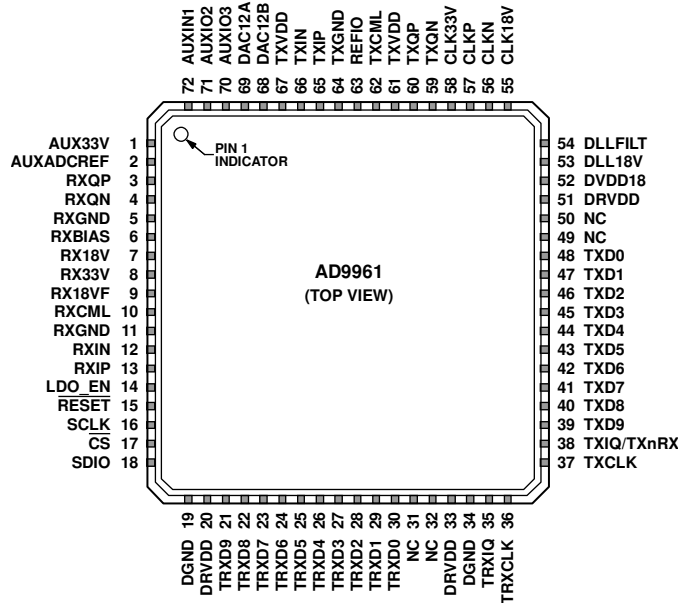 72 AUXIN1
71 AUXIO2
70 AUXIO3
69 DAC12A
68 DAC12B
67 TXVDD
66 TXIN
65 TXIP
64 TXGND
63 REFIO
62 TXCML
61 TXVDD
60 TXQP
59 TXQN
58 CLK33V
57 CLKP
56 CLKN
55 CLK18V
AUX33V 1
AUXADCREF 2
RXQP 3
RXQN 4
RXGND 5
RXBIAS 6
RX18V 7
RX33V 8
RX18VF 9
RXCML 10
RXGND 11
RXIN 12
RXIP 13
LDO_EN 14
RESET 15
SCLK 16
CS 17
SDIO 18
PIN 1
INDICATOR
AD9961
(TOP VIEW)
54 DLLFILT
53 DLL18V
52 DVDD18
51 DRVDD
50 NC
49 NC
48 TXD0
47 TXD1
46 TXD2
45 TXD3
44 TXD4
43 TXD5
42 TXD6
41 TXD7
40 TXD8
39 TXD9
38 TXIQ/TXnRX
37 TXCLK
DGND 19
DRVDD 20
TRXD9 21
TRXD8 22
TRXD7 23
TRXD6 24
TRXD5 25
TRXD4 26
TRXD3 27
TRXD2 28
TRXD1 29
TRXD0 30
NC 31
NC 32
DRVDD 33
DGND 34
TRXIQ 35
TRXCLK 36